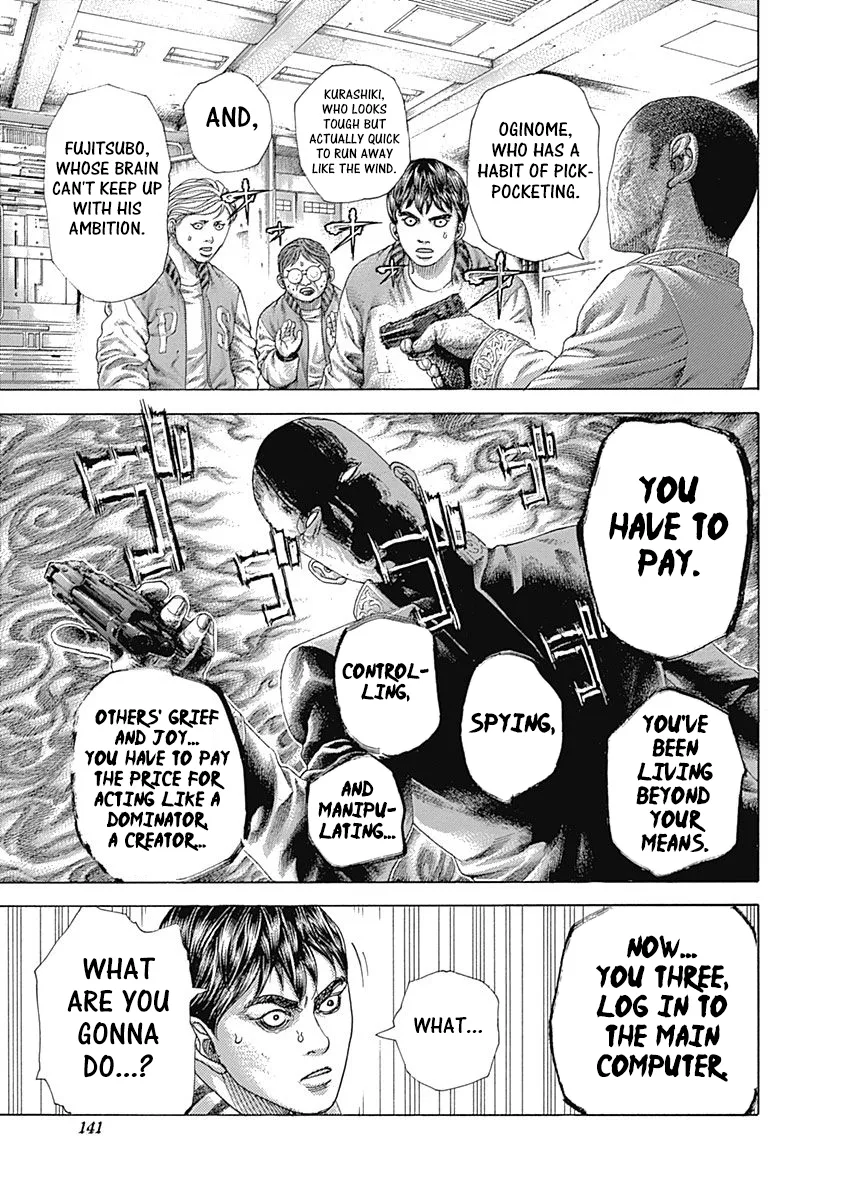 OGINOME,
WHO HAS A
HABIT OF PICK-
POCKETING.
KURASHIKI,
WHO LOOKS
TOUGH BUT
ACTUALLY QUICK
TO RUN AWAY
LIKE THE WIND.
AND,
FUJITSUBO,
WHOSE BRAIN
CAN'T KEEP UP
WITH HIS
AMBITION.
P S
YOU
HAVE TO
PAY.
YOU'VE
BEEN
LIVING
BEYOND
YOUR
MEANS.
SPYING,
CONTROL-
LING,
AND
MANIPU-
LATING...
OTHERS' GRIEF
AND JOY...
YOU HAVE TO PAY
THE PRICE FOR
ACTING LIKE A
DOMINATOR,
A CREATOR...
NOW...
YOU THREE,
LOG IN TO
THE MAIN
COMPUTER.
WHAT...
WHAT
ARE YOU
GONNA
DO...?
141